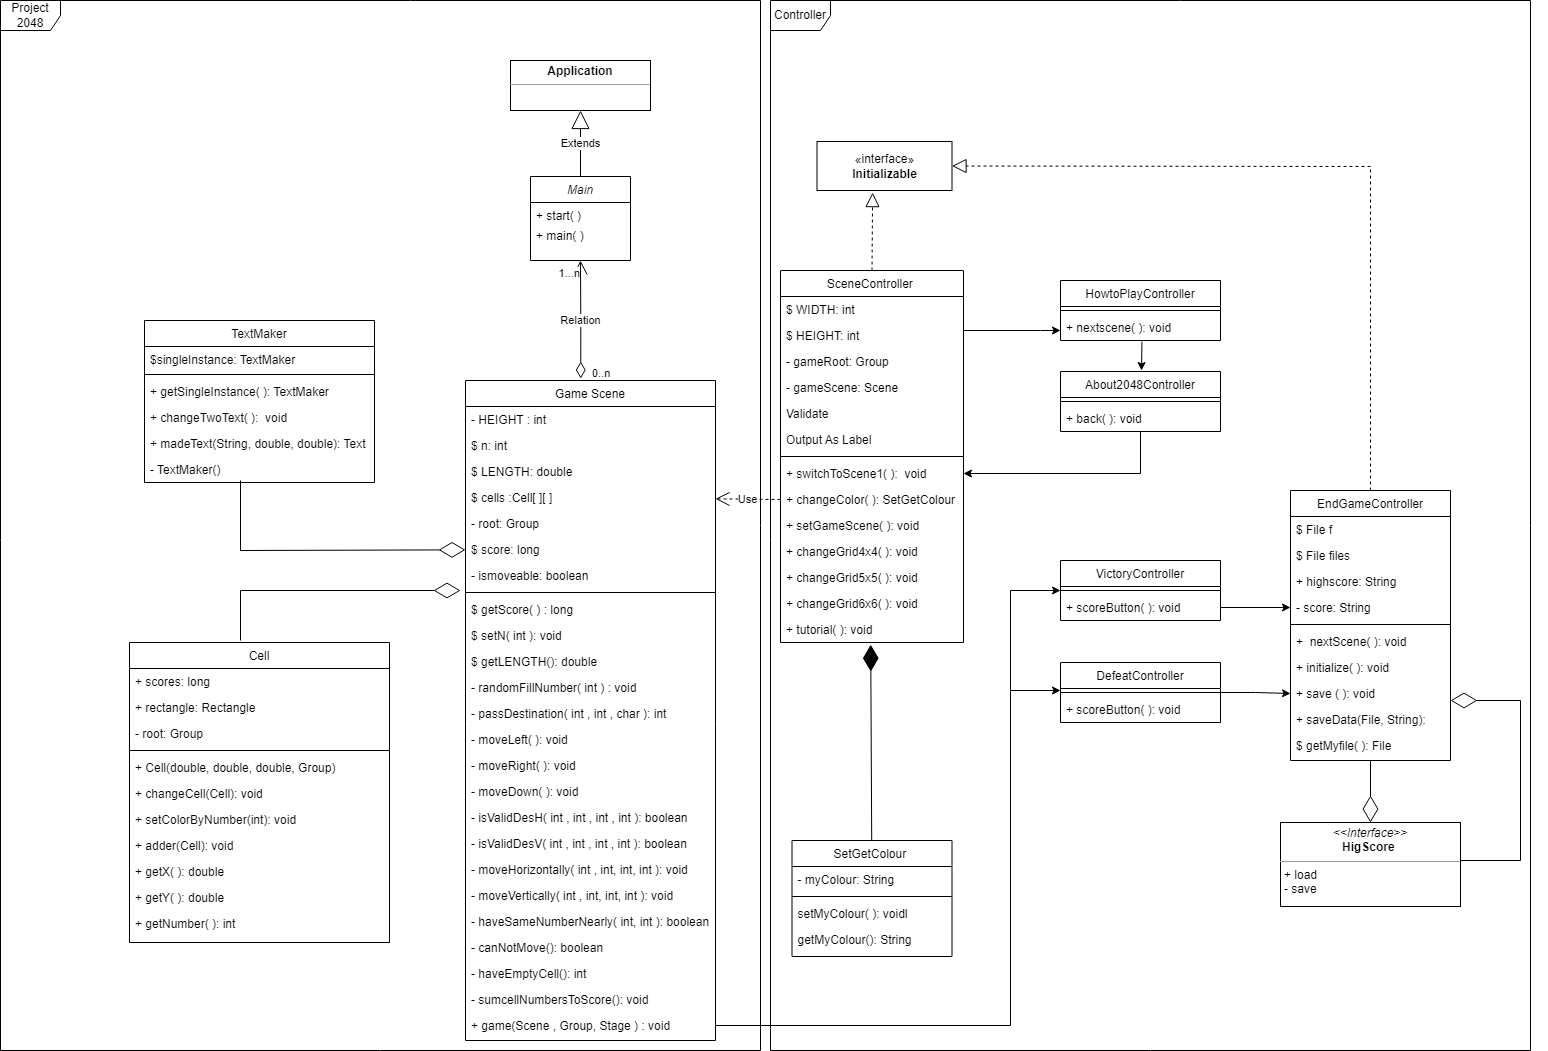 Project
2048
Application
Extends
Main
+ start( )
+ main( )
1...n
Relation
0..n
TextMaker
$singleInstance: TextMaker
+ getSingleInstance( ): TextMaker
+ changeTwoText( ):  void
+ madeText(String, double, double): Text
- TextMaker()
Cell
+ scores: long
+ rectangle: Rectangle
- root: Group
+ Cell(double, double, double, Group)
+ changeCell(Cell): void
+ setColorByNumber(int): void
+ adder(Cell): void
+ getX( ): double
+ getY( ): double
+ getNumber( ): int
Game Scene
- HEIGHT : int
$ n: int
$ LENGTH: double
$ cells :Cell[ ][ ]
- root: Group
$ score: long
- ismoveable: boolean
$ getScore( ) : long
$ setN( int ): void
$ getLENGTH(): double
- randomFillNumber( int ) : void
- passDestination( int , int , char ): int
- moveLeft( ): void
- moveRight( ): void
- moveDown( ): void
- isValidDesH( int , int , int , int ): boolean
- isValidDesV( int , int , int , int ): boolean
- moveHorizontally( int , int, int, int ): void
- moveVertically( int , int, int, int ): void
- haveSameNumberNearly( int, int ): boolean
- canNotMove(): boolean
- haveEmptyCell(): int
- sumcellNumbersToScore(): void
+ game(Scene , Group, Stage ) : void
Use
Controller
«interface»
Initializable
SceneController
$ WIDTH: int
$ HEIGHT: int
- gameRoot: Group
- gameScene: Scene
Validate
Output As Label
+ switchToScene1( ):  void
+ changeColor( ): SetGetColour
+ setGameScene( ): void
+ changeGrid4x4( ): void
+ changeGrid5x5( ): void
+ changeGrid6x6( ): void
+ tutorial( ): void
SetGetColour
- myColour: String
setMyColour( ): voidl
getMyColour(): String
HowtoPlayController
+ nextscene( ): void
About2048Controller
+ back( ): void
VictoryController
+ scoreButton( ): void
DefeatController
+ scoreButton( ): void
EndGameController
$ File f
$ File files
+ highscore: String
- score: String
+  nextScene( ): void
+ initialize( ): void
+ save ( ): void
+ saveData(File, String):
$ getMyfile( ): File
<<Interface>>
HigScore
+ load
- save